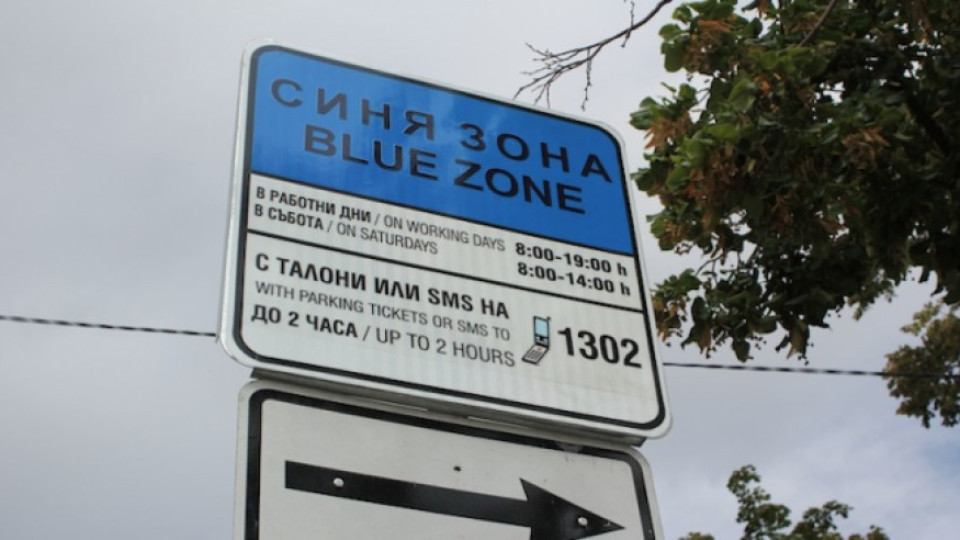 СИНЯ ЗОНА
BLUE ZONE
В РАБОТНИ ДНИ / ON WORKING DAYS 8:00-19:00 h
В СЪБОТА / ON SATURDAYS 8:00-14:00 h
С ТАЛОНИ ИЛИ SMS НА
WITH PARKING TICKETS OR SMS TO 1302
ДО 2 ЧАСА / UP TO 2 HOURS